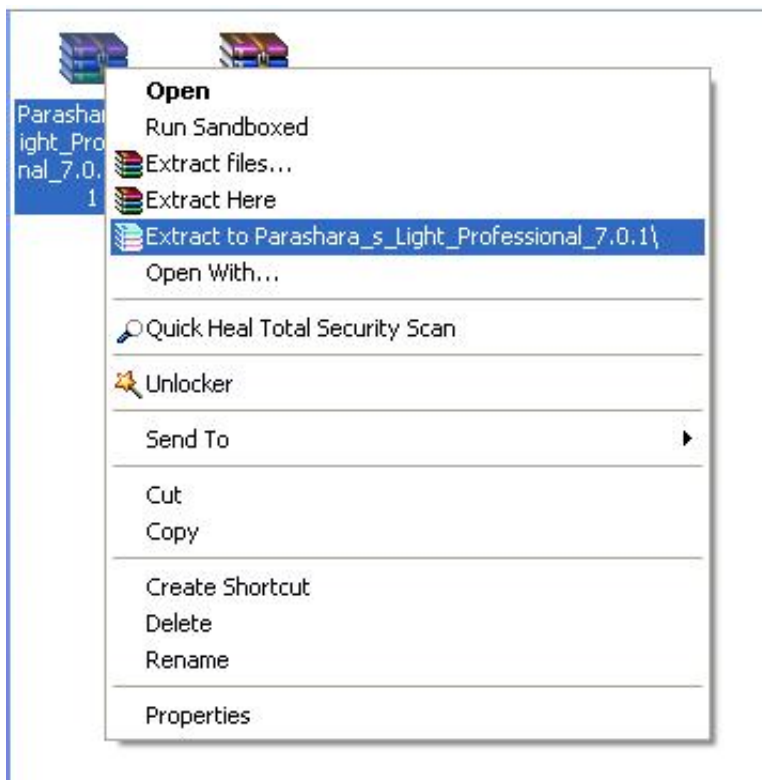 Parasha
ight_Pro
nal_7.0.
1
Open
Run Sandboxed
Extract files...
Extract Here
Extract to Parashara_s_Light_Professional_7.0.1\
Open With...
Quick Heal Total Security Scan
Unlocker
Send To
Cut
Copy
Create Shortcut
Delete
Rename
Properties